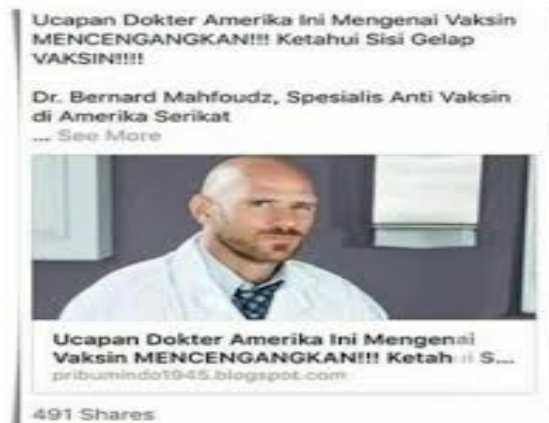 Ucapan Dokter Amerika Ini Mengenai Vaksin
MENCENGANGKAN!!! Ketahui Sisi Gelap
VAKSIN!!!!
Dr. Bernard Mahfoudz, Spesialis Anti Vaksin
di Amerika Serikat
... See More
Ucapan Dokter Amerika Ini Mengenai
Vaksin MENCENGANGKAN!!! Ketahui S...
pribumindo1945.blogspot.com
491 Shares